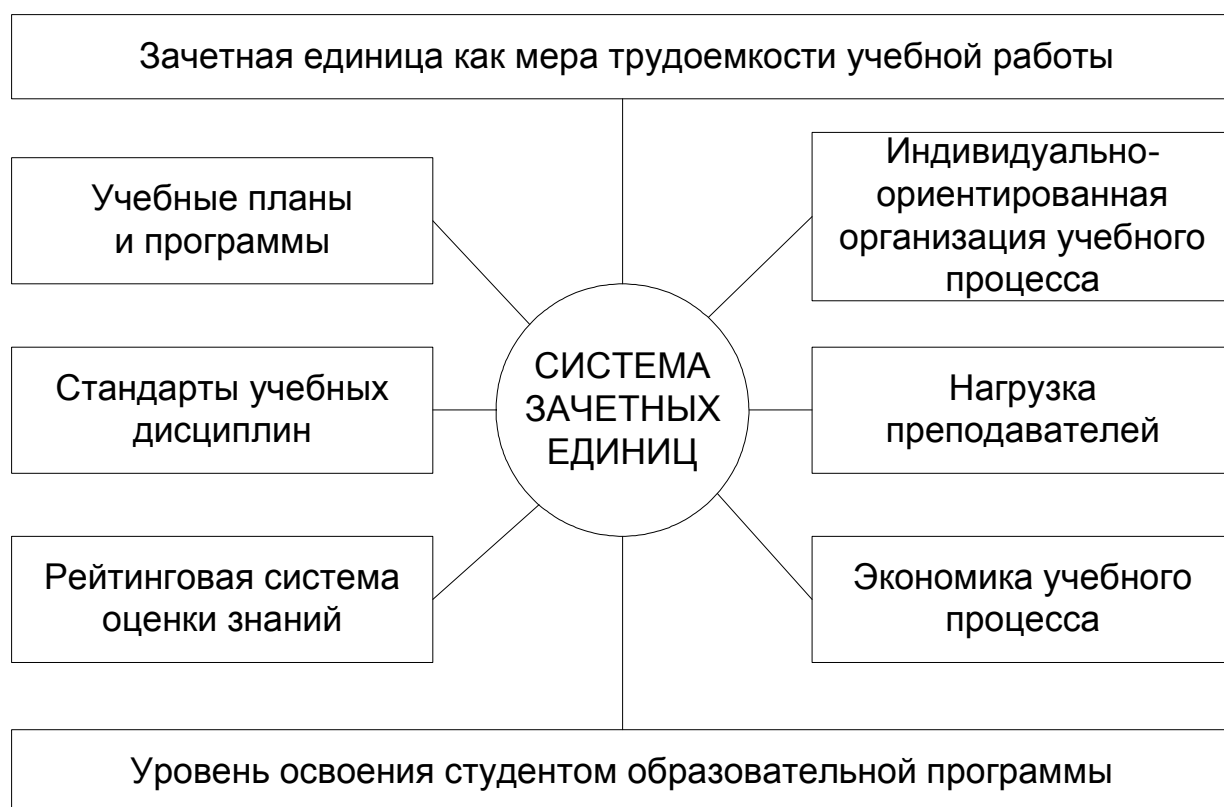 Зачетная единица как мера трудоемкости учебной работы
Учебные планы
и программы
Индивидуально-
ориентированная
организация учебного
процесса
Стандарты учебных
дисциплин
СИСТЕМА
ЗАЧЕТНЫХ
ЕДИНИЦ
Нагрузка
преподавателей
Рейтинговая система
оценки знаний
Экономика учебного
процесса
Уровень освоения студентом образовательной программы